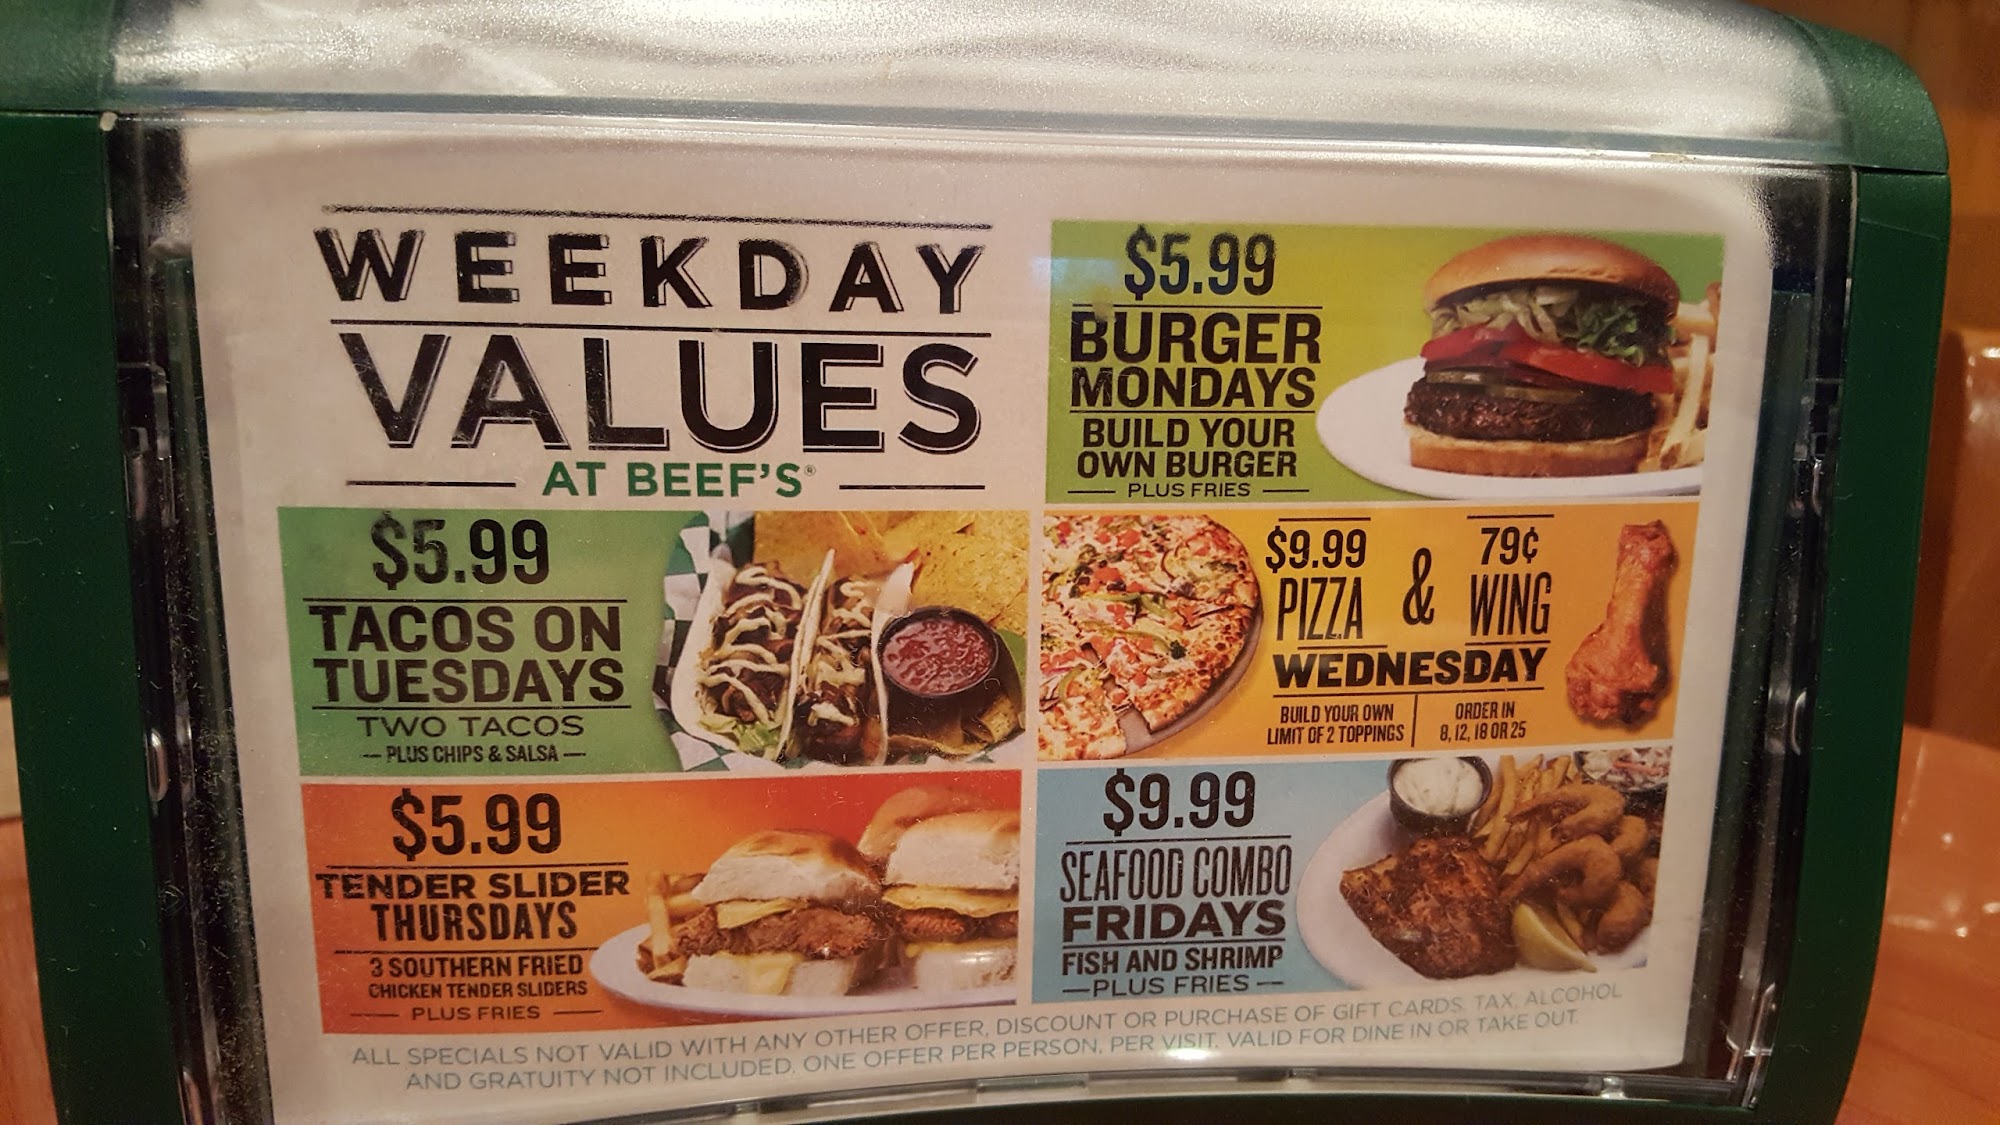 WEEKDAY
VALUES
AT BEEF'S®
$5.99
BURGER
MONDAYS
BUILD YOUR
OWN BURGER
PLUS FRIES
$5.99
TACOS ON
TUESDAYS
TWO TACOS
PLUS CHIPS & SALSA
$9.99
PIZZA
&
79¢
WING
WEDNESDAY
BUILD YOUR OWN
LIMIT OF 2 TOPPINGS
ORDER IN
8, 12, 18 OR 25
$5.99
TENDER SLIDER
THURSDAYS
3 SOUTHERN FRIED
CHICKEN TENDER SLIDERS
PLUS FRIES
$9.99
SEAFOOD COMBO
FRIDAYS
FISH AND SHRIMP
PLUS FRIES
ALL SPECIALS NOT VALID WITH ANY OTHER OFFER, DISCOUNT OR PURCHASE OF GIFT CARDS. TAX, ALCOHOL
AND GRATUITY NOT INCLUDED. ONE OFFER PER PERSON, PER VISIT. VALID FOR DINE IN OR TAKE OUT.